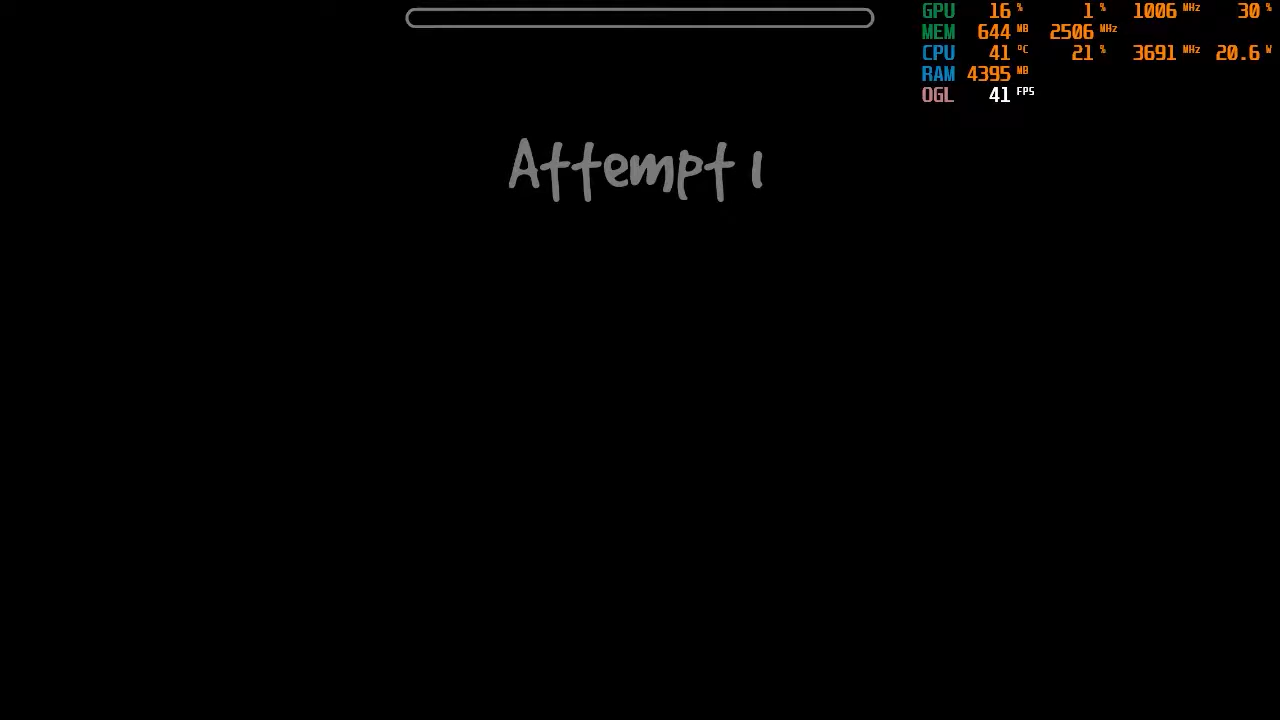 GPU 16 % 1 % 1006 MHz 30 %
MEM 644 MB 2506 MHz
CPU 41 °C 21 % 3691 MHz 20.6 W
RAM 4395 MB
OGL 41 FPS
Attempt 1